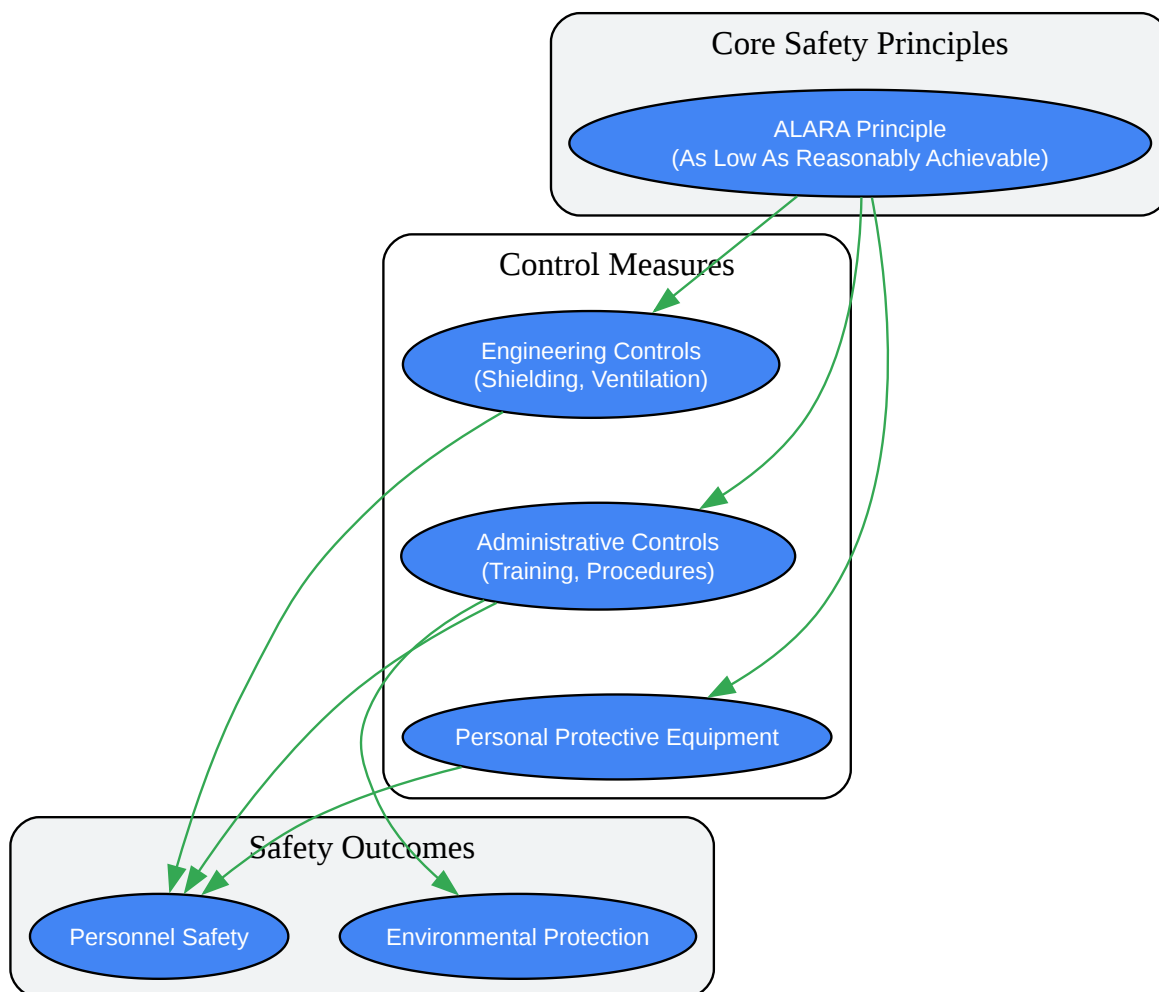 Core Safety Principles
ALARA Principle
(As Low As Reasonably Achievable)
Control Measures
Engineering Controls
(Shielding, Ventilation)
Administrative Controls
(Training, Procedures)
Personal Protective Equipment
Safety Outcomes
Personnel Safety
Environmental Protection